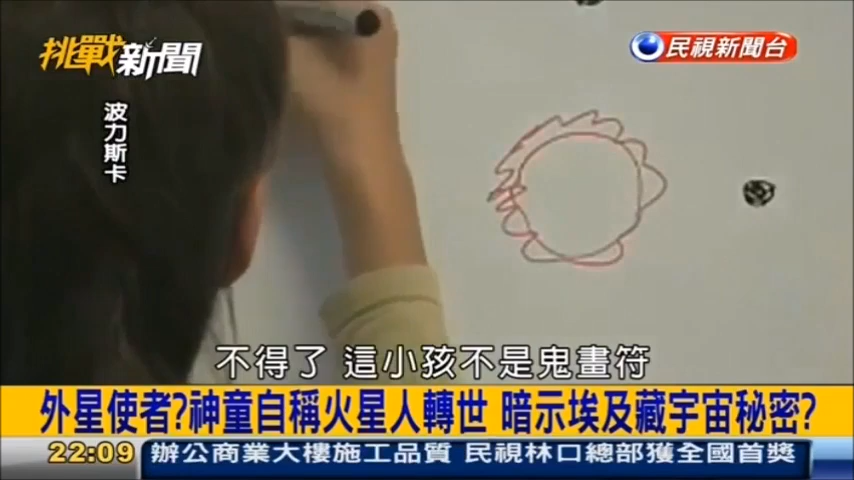 挑戰新聞
民視新聞台
波力斯卡
不得了 這小孩不是鬼畫符
外星使者?神童自稱火星人轉世 暗示埃及藏宇宙秘密?
22:09 辦公商業大樓施工品質 民視林口總部獲全國首獎